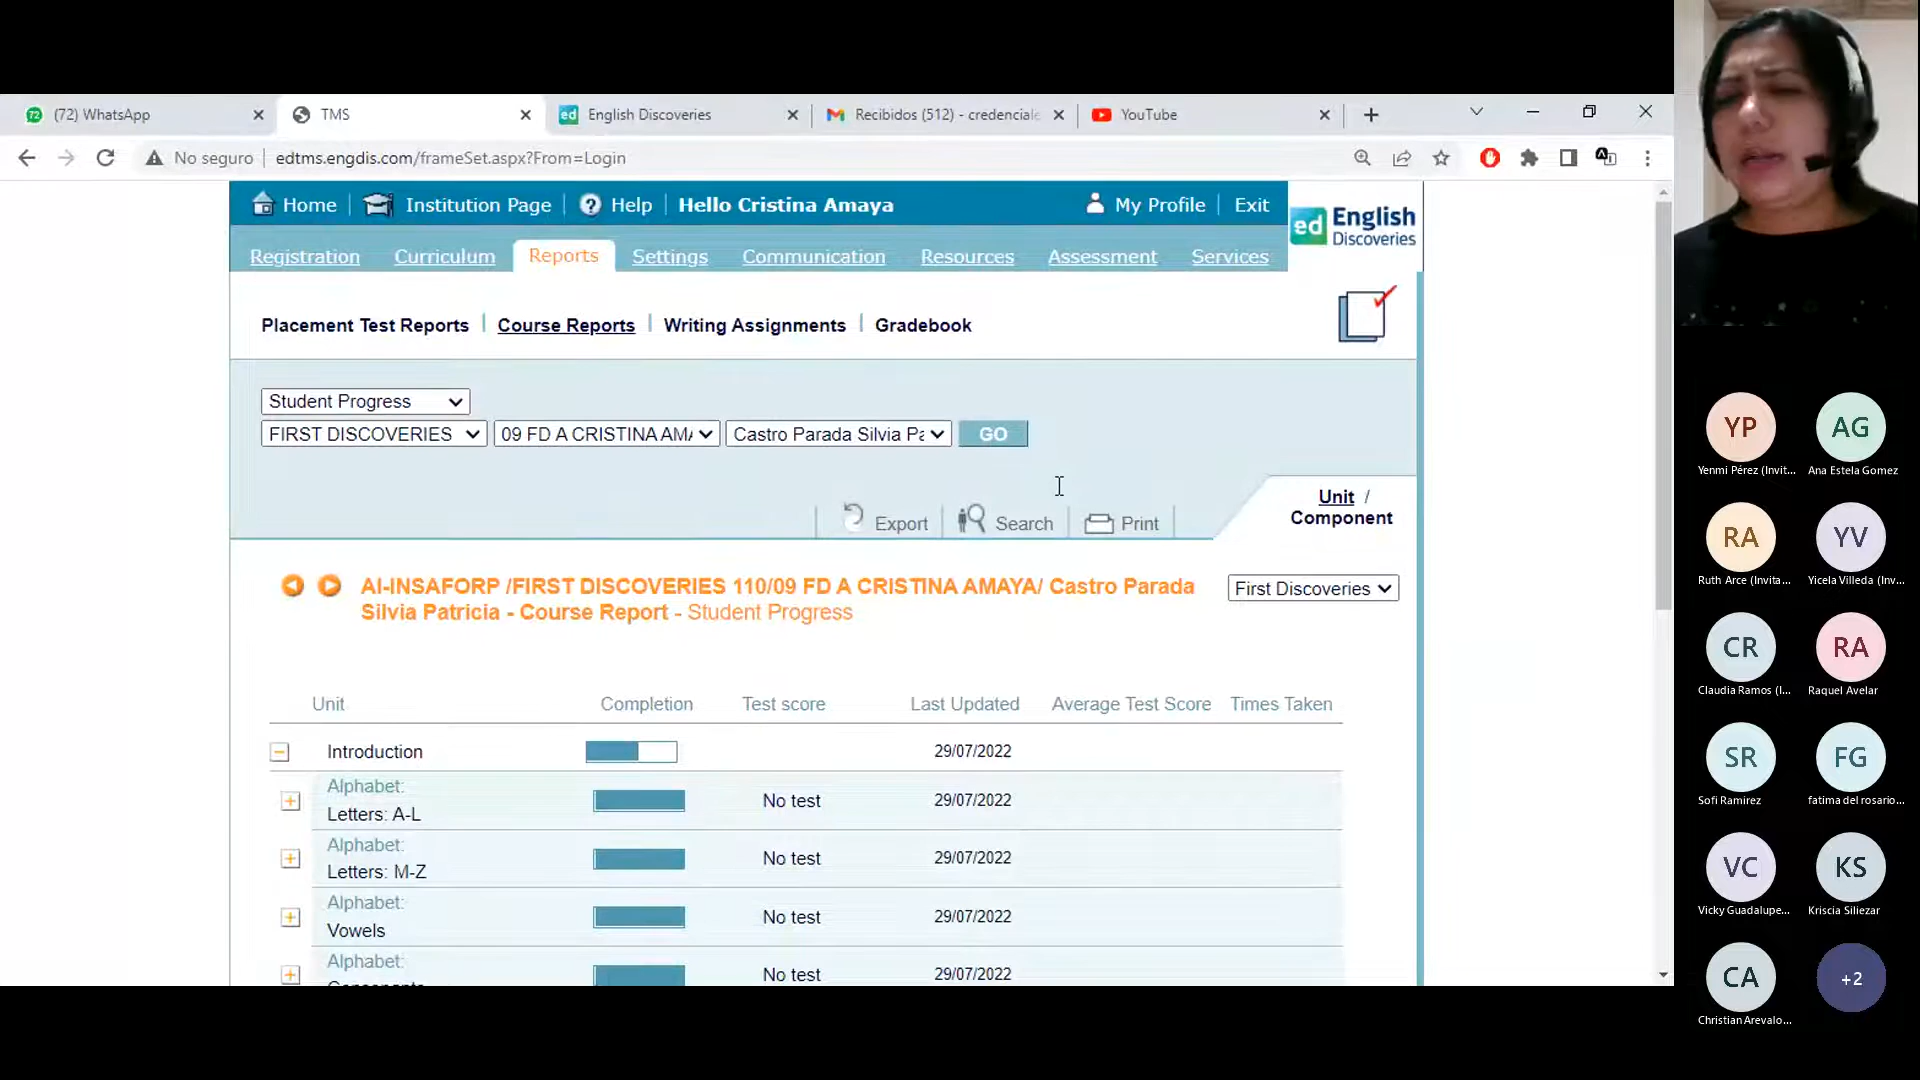 (72) WhatsApp
TMS
English Discoveries
Recibidos (512) - credenciale
YouTube
No seguro
edtms.engdis.com/frameSet.aspx?From=Login
Home
Institution Page
Help
Hello Cristina Amaya
My Profile
Exit
ed English Discoveries
Registration
Curriculum
Reports
Settings
Communication
Resources
Assessment
Services
Placement Test Reports
Course Reports
Writing Assignments
Gradebook
Student Progress
FIRST DISCOVERIES
09 FD A CRISTINA AMA
Castro Parada Silvia Pa
GO
Export
Search
Print
Unit /
Component
AI-INSAFORP /FIRST DISCOVERIES 110/09 FD A CRISTINA AMAYA/ Castro Parada
Silvia Patricia - Course Report - Student Progress
First Discoveries
Unit Completion Test score Last Updated Average Test Score Times Taken
Introduction 29/07/2022
Alphabet:
Letters: A-L No test 29/07/2022
Alphabet:
Letters: M-Z No test 29/07/2022
Alphabet:
Vowels No test 29/07/2022
Alphabet:
No test 29/07/2022
YP
Yenmi Pérez (Invit...
AG
Ana Estela Gomez
RA
Ruth Arce (Invita...
YV
Yicela Villeda (Inv...
CR
Claudia Ramos (I...
RA
Raquel Avelar
SR
Sofi Ramirez
FG
fatima del rosario...
VC
Vicky Guadalupe...
KS
Kriscia Siliezar
CA
Christian Arevalo...
+2